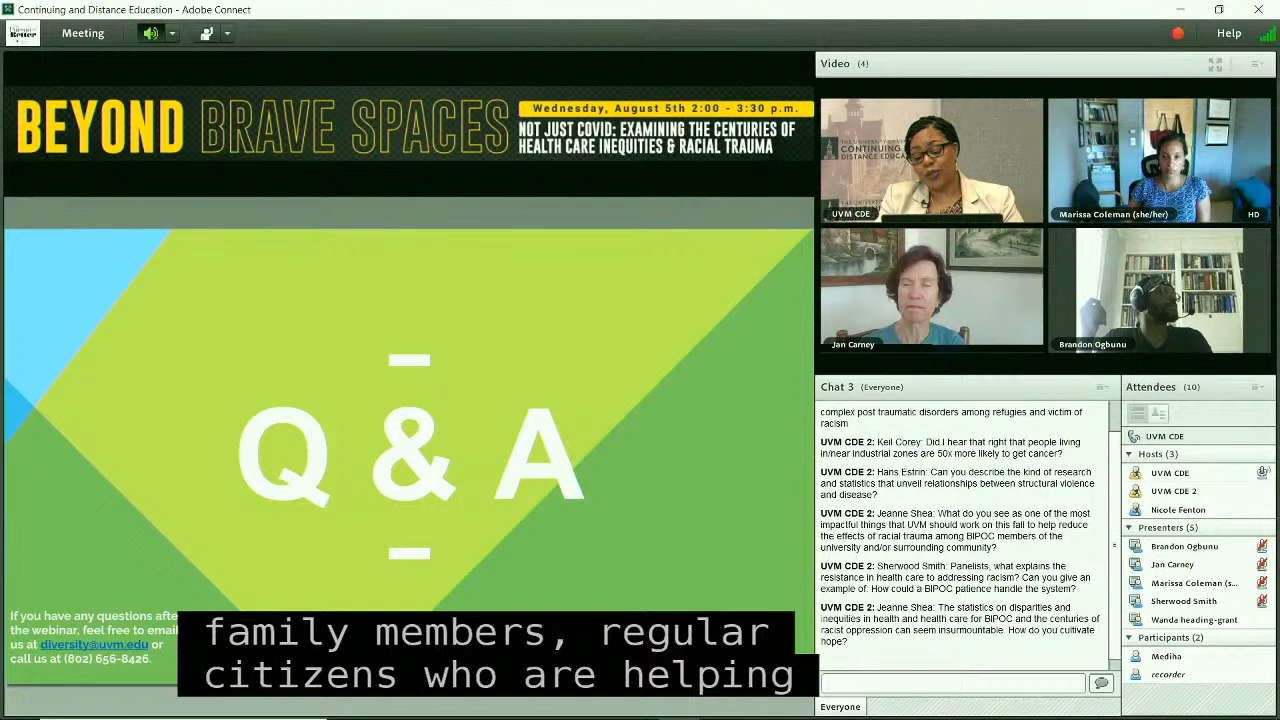 Continuing and Distance Education - Adobe Connect
Meeting
Help
BEYOND BRAVE SPACES
Wednesday, August 5th 2:00 - 3:30 p.m.
NOT JUST COVID: EXAMINING THE CENTURIES OF
HEALTH CARE INEQUITIES & RACIAL TRAUMA
Q & A
If you have any questions afte
the webinar, feel free to email
us at diversity@uvm.edu or
call us at (802) 656-8426.
family members, regular
citizens who are helping
Video (4)
CONTINUING
DISTANCE EDUCA
UVM CDE
Marissa Coleman (she/her)
HD
Jan Carney
Brandon Ogbunu
Chat 3 (Everyone)
complex post traumatic disorders among refugies and victim of
racism
UVM CDE 2: Keil Corey: Did I hear that right that people living
in/near industrial zones are 50x more likely to get cancer?
UVM CDE 2: Hans Estrin: Can you describe the kind of research
and statistics that unveil relationships between structural violence
and disease?
UVM CDE 2: Jeanne Shea: What do you see as one of the most
impactful things that UVM should work on this fall to help reduce
the effects of racial trauma among BIPOC members of the
university and/or surrounding community?
UVM CDE 2: Sherwood Smith: Panelists, what explains the
resistance in health care to addressing racism? Can you give an
example of. How could a BIPOC patience handle the system?
UVM CDE 2: Jeanne Shea: The statistics on disparities and
inequities in health and health care for BIPOC and the centuries of
racist oppression can seem insurmountable. How do you cultivate
hope?
Everyone
Attendees (10)
UVM CDE
Hosts (3)
UVM CDE
UVM CDE 2
Nicole Fenton
Presenters (5)
Brandon Ogbunu
Jan Carney
Marissa Coleman (s...
Sherwood Smith
Wanda heading-grant
Participants (2)
Mediha
recorder